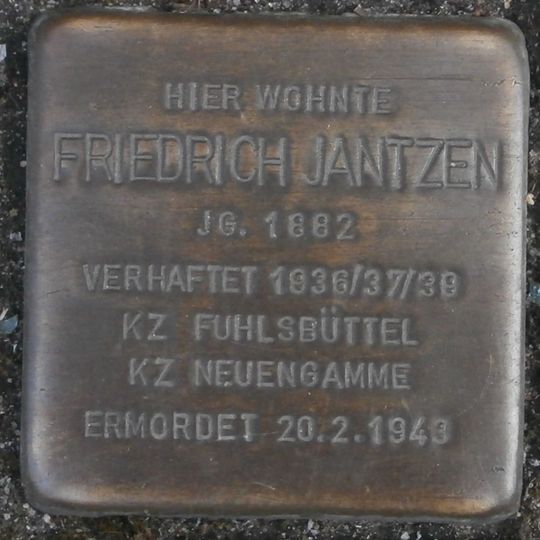 HIER WOHNTE
FRIEDRICH JANTZEN
JG. 1882
VERHAFTET 1936/37/39
KZ FUHLSBÜTTEL
KZ NEUENGAMME
ERMORDET 20.2.1943